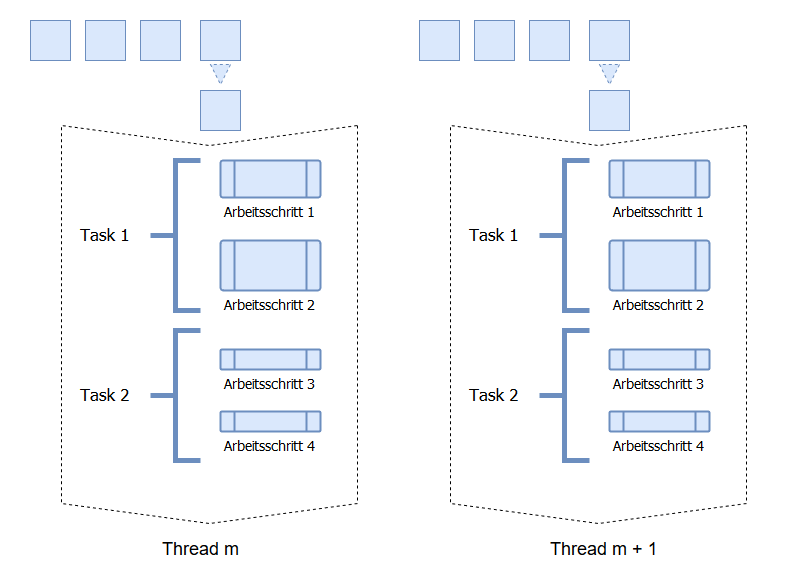 Task 1
Arbeitsschritt 1
Arbeitsschritt 2
Task 2
Arbeitsschritt 3
Arbeitsschritt 4
Thread m
Task 1
Arbeitsschritt 1
Arbeitsschritt 2
Task 2
Arbeitsschritt 3
Arbeitsschritt 4
Thread m + 1